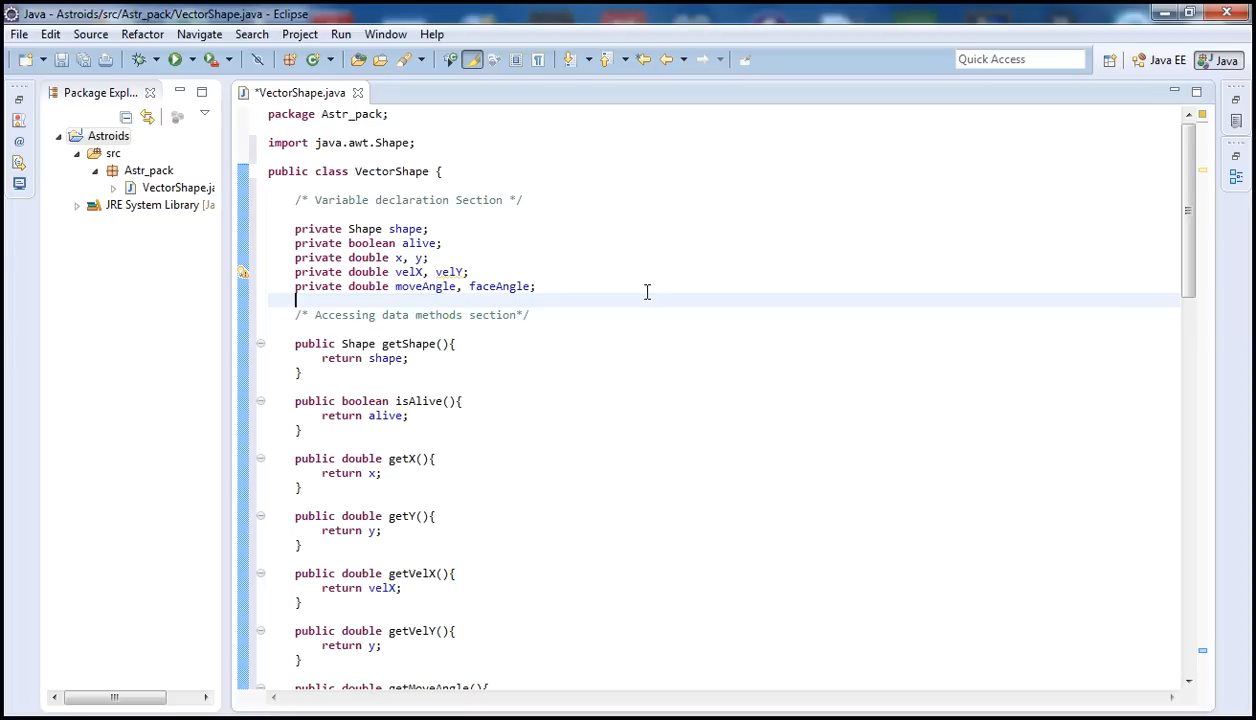 Java - Astroids/src/Astr_pack/VectorShape.java - Eclipse
File Edit Source Refactor Navigate Search Project Run Window Help
Quick Access
Java EE
Java
Package Expl...
*VectorShape.java
Astroids
src
Astr_pack
VectorShape.ja
JRE System Library [Ja
package Astr_pack;
import java.awt.Shape;
public class VectorShape {
/* Variable declaration Section */
private Shape shape;
private boolean alive;
private double x, y;
private double velX, velY;
private double moveAngle, faceAngle;
/* Accessing data methods section*/
public Shape getShape(){
return shape;
}
public boolean isAlive(){
return alive;
}
public double getX(){
return x;
}
public double getY(){
return y;
}
public double getVelX(){
return velX;
}
public double getVelY(){
return y;
}
public double getMoveAngle(){